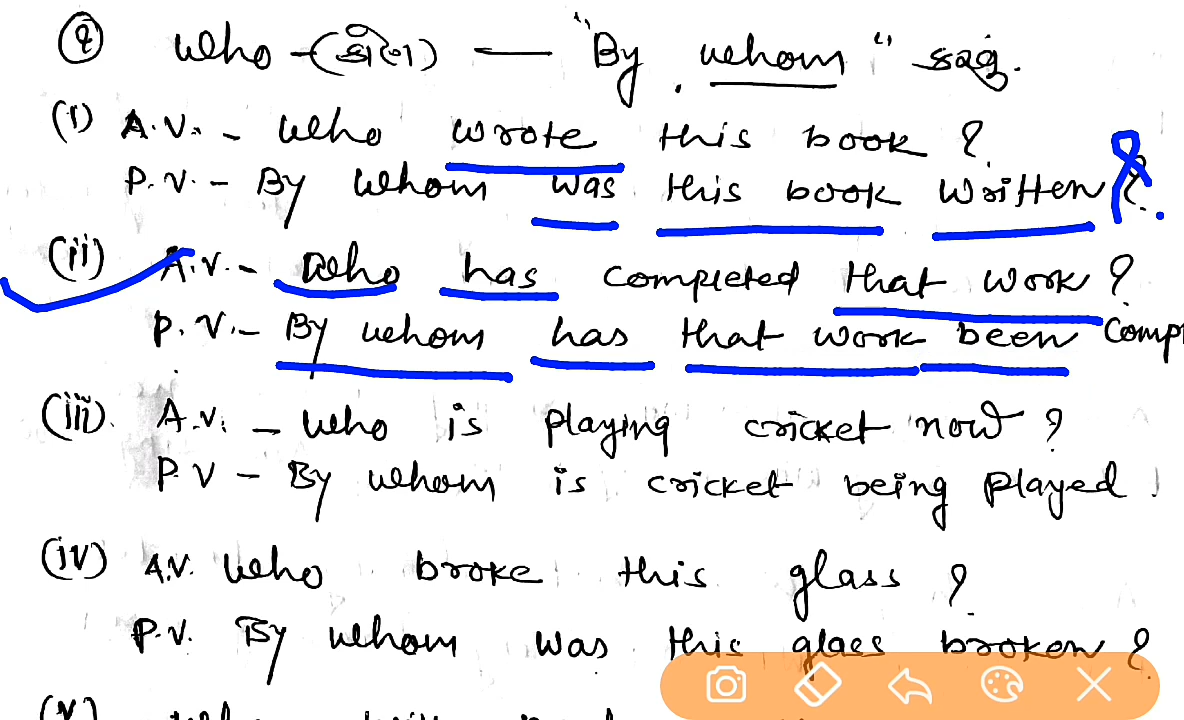 ② who - (કોણ) — "By whom" કરવું.
(i) A.V. - who wrote this book ?
P.V. - By whom was this book written ?
(ii) A.V. - who has completed that work ?
P.V. - By whom has that work been comp
(iii). A.V. - who is playing cricket now ?
P.V - By whom is cricket being played
(iv) A.V. who broke this glass ?
P.V. By whom was this glass broken ?
(v)